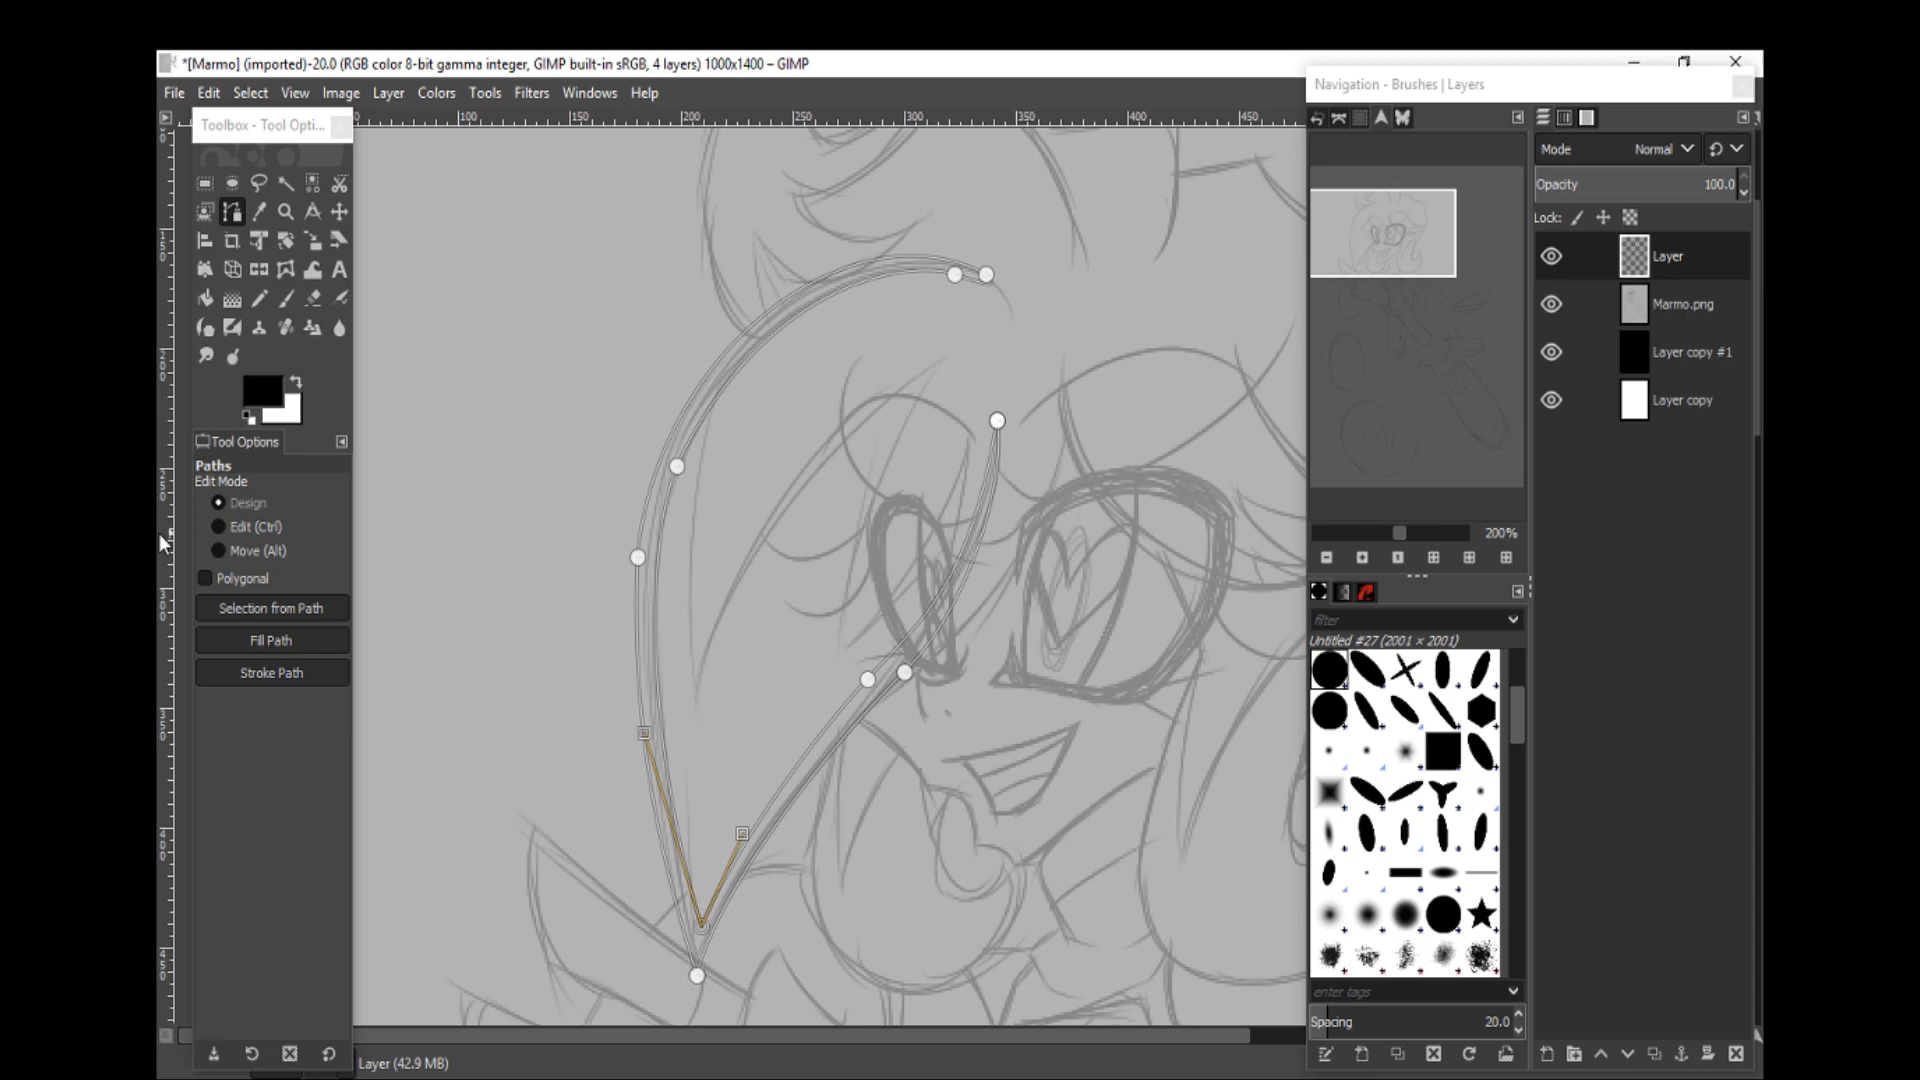 *[Marmo] (imported)-20.0 (RGB color 8-bit gamma integer, GIMP built-in sRGB, 4 layers) 1000x1400 – GIMP
File Edit Select View Image Layer Colors Tools Filters Windows Help
Navigation - Brushes | Layers
Toolbox - Tool Opti...
100 150 200 250 300 350 400 450
Mode Normal
Opacity 100.0
Lock:
Layer
Marmo.png
Layer copy #1
Layer copy
Tool Options
Paths
Edit Mode
Design
Edit (Ctrl)
Move (Alt)
Polygonal
Selection from Path
Fill Path
Stroke Path
200%
filter
Untitled #27 (2001 × 2001)
enter tags
Spacing 20.0
Layer (42.9 MB)